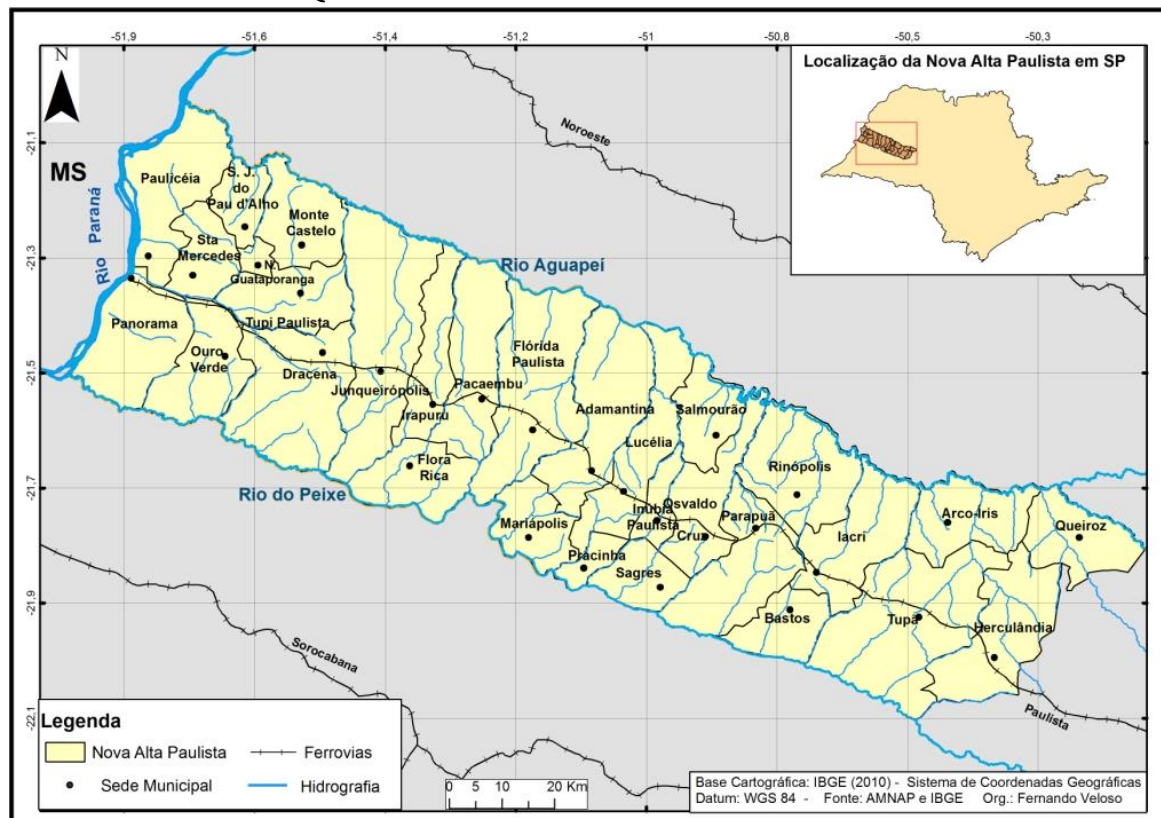 -51,9 -51,6 -51,4 -51,2 -51 -50,8 -50,5 -50,3
N
Localização da Nova Alta Paulista em SP
-21,1
-21,3
-21,5
-21,7
-21,9
-22,1
MS
Rio Paraná
Noroeste
Paulicéia
S. J.
do
Pau d'Alho
Monte
Castelo
Sta
Mercedes
N.
Guataporanga
Rio Aguapeí
Panorama
Tupi Paulista
Ouro
Verde
Dracena
Junqueirópolis
Irapuru
Pacaembu
Flórida
Paulista
Adamantina
Salmourão
Lucélia
Flora
Rica
Rinópolis
Rio do Peixe
Osvaldo
Cruz
Inúbia
Paulista
Parapuã
Mariápolis
Iacri
Arco-Iris
Queiroz
Prácinha
Sagres
Bastos
Tupã
Herculândia
Sorocabana
Paulista
Legenda
Nova Alta Paulista
Ferrovias
Sede Municipal
Hidrografia
0 5 10 20 Km
Base Cartográfica: IBGE (2010) - Sistema de Coordenadas Geográficas
Datum: WGS 84 - Fonte: AMNAP e IBGE Org.: Fernando Veloso